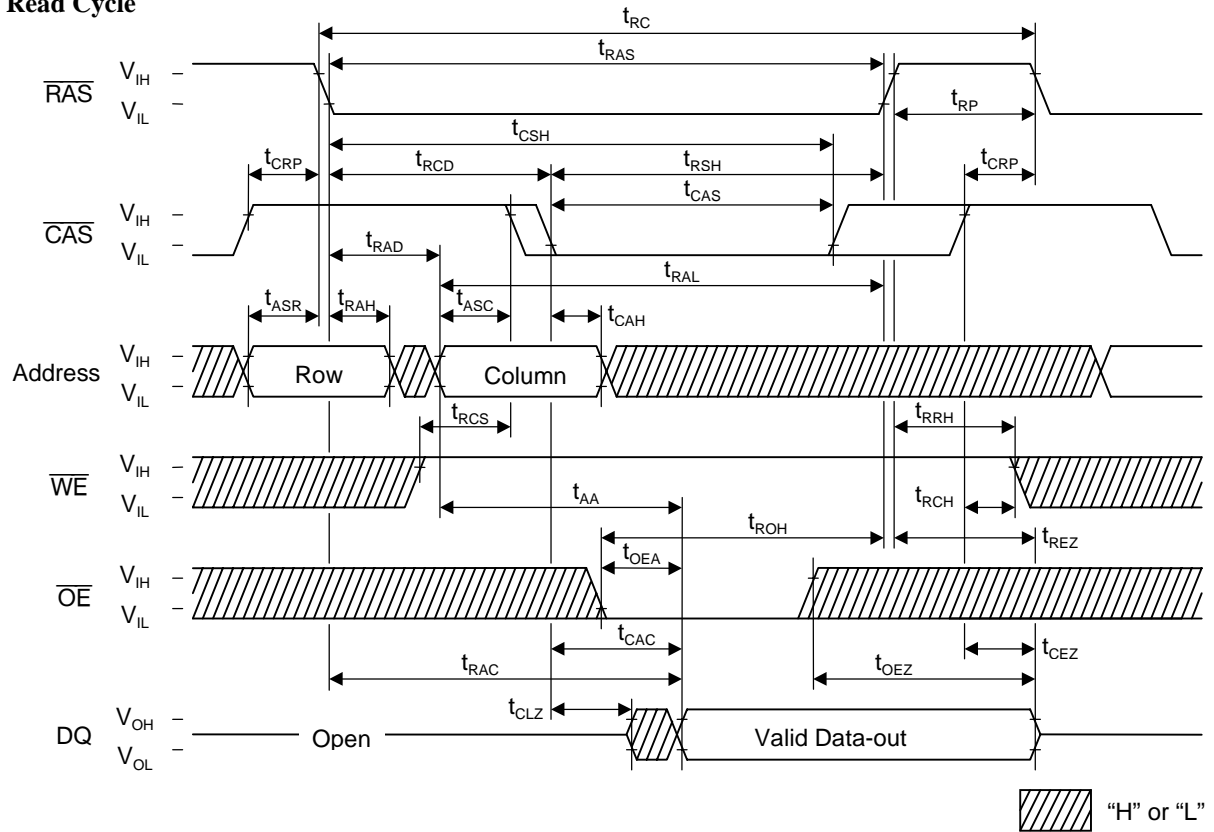 Read Cycle
tRC
VIH
RAS
VIL
tRAS
tRP
tCSH
tCRP
tRCD
tRSH
tCRP
tCAS
VIH
CAS
VIL
tRAD
tRAL
tASR
tRAH
tASC
tCAH
VIH
Address
VIL
Row
Column
tRCS
tRRH
VIH
WE
VIL
tAA
tRCH
tROH
tREZ
tOEA
VIH
OE
VIL
tCAC
tCEZ
tRAC
tOEZ
tCLZ
VOH
DQ
VOL
Open
Valid Data-out
“H” or “L”